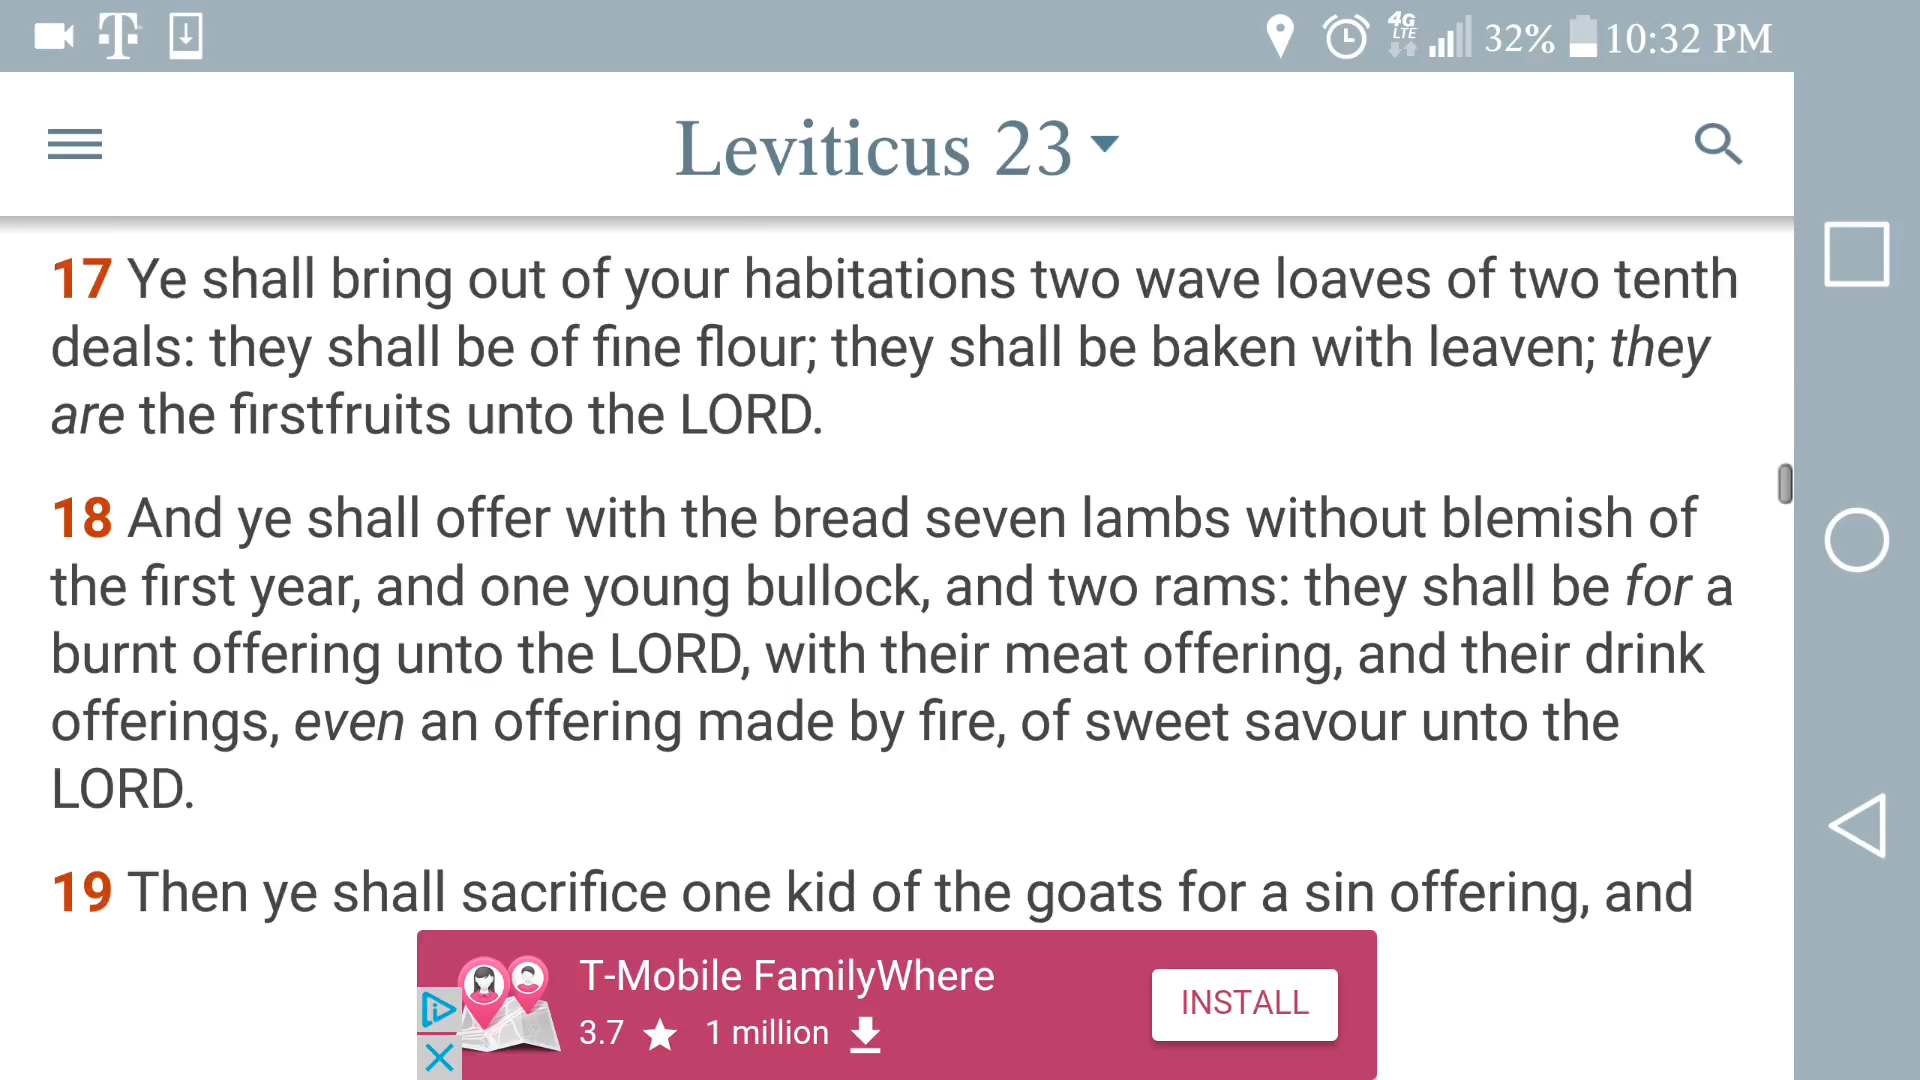 4G
LTE
32%
10:32 PM
Leviticus 23
17 Ye shall bring out of your habitations two wave loaves of two tenth
deals: they shall be of fine flour; they shall be baken with leaven; they
are the firstfruits unto the LORD.
18 And ye shall offer with the bread seven lambs without blemish of
the first year, and one young bullock, and two rams: they shall be for a
burnt offering unto the LORD, with their meat offering, and their drink
offerings, even an offering made by fire, of sweet savour unto the
LORD.
19 Then ye shall sacrifice one kid of the goats for a sin offering, and
T-Mobile FamilyWhere
3.7 ★ 1 million
INSTALL